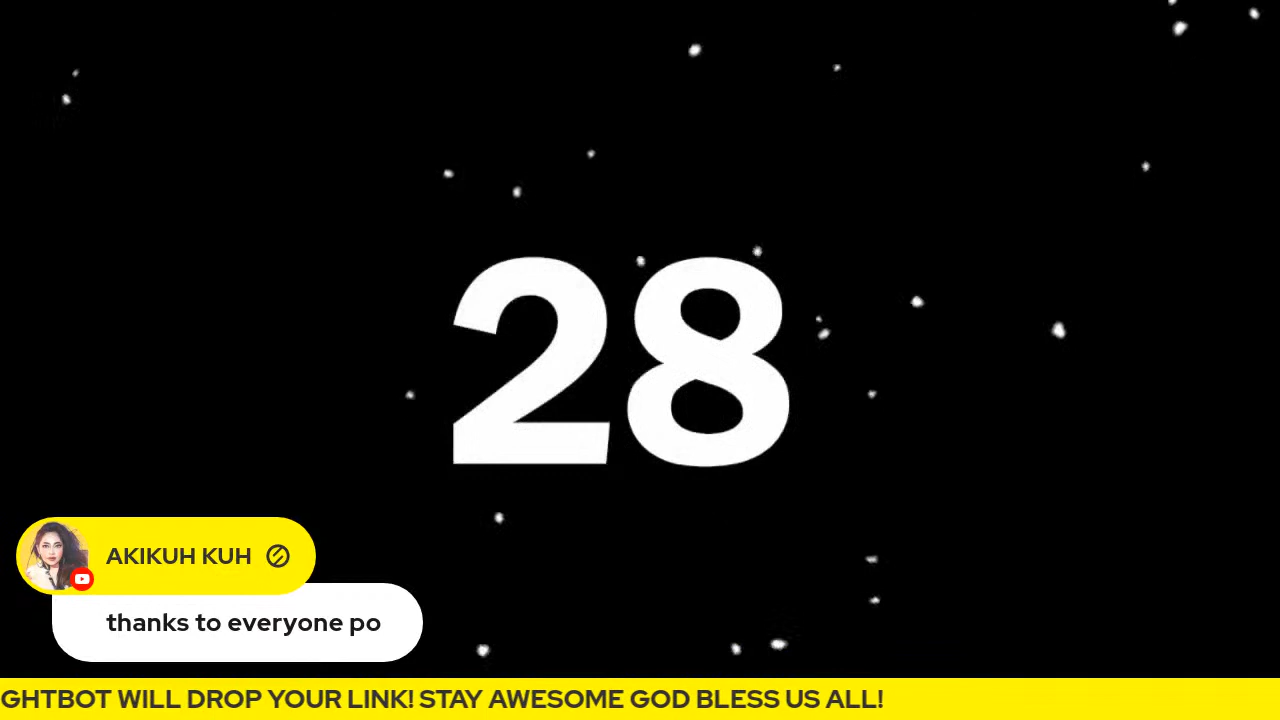 28
AKIKUH KUH
thanks to everyone po
GHTBOT WILL DROP YOUR LINK! STAY AWESOME GOD BLESS US ALL!